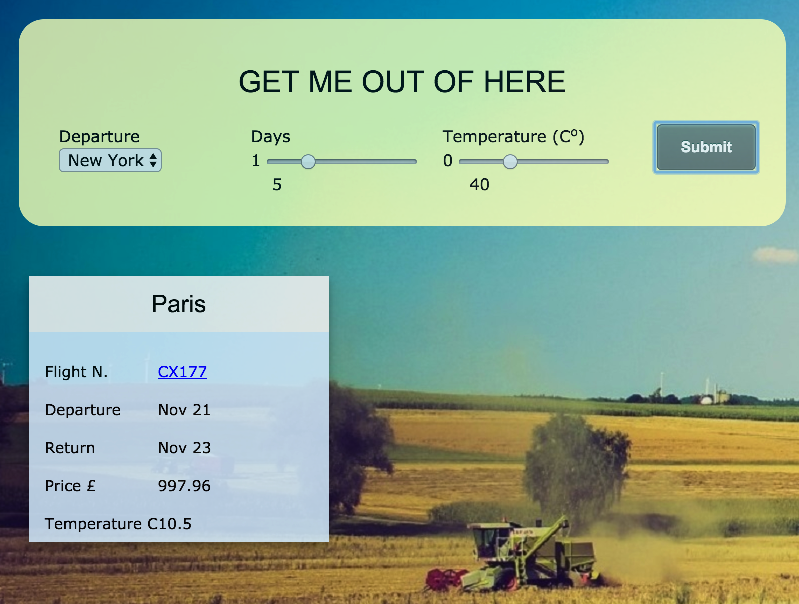 GET ME OUT OF HERE
Departure Days Temperature (Cº)
New York 1 0 Submit
5 40
Paris
Flight N. CX177
Departure Nov 21
Return Nov 23
Price £ 997.96
Temperature C10.5